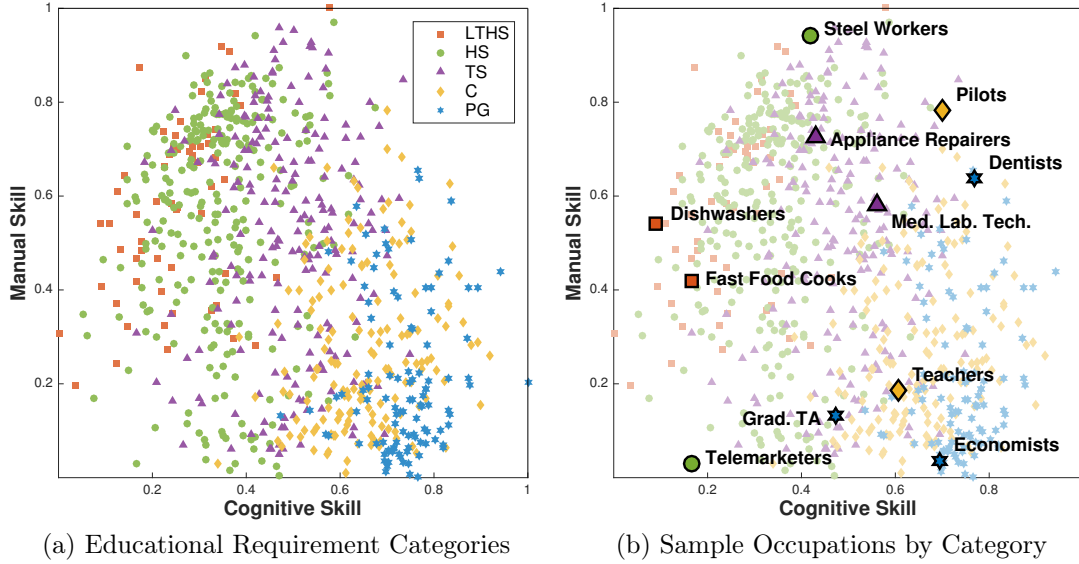 1
0.8
0.6
0.4
0.2
Manual Skill
0.2
0.4
0.6
0.8
1
Cognitive Skill
LTHS
HS
TS
C
PG
(a) Educational Requirement Categories
1
0.8
0.6
0.4
0.2
Manual Skill
0.2
0.4
0.6
0.8
Cognitive Skill
Steel Workers
Pilots
Appliance Repairers
Dentists
Dishwashers
Med. Lab. Tech.
Fast Food Cooks
Teachers
Grad. TA
Economists
Telemarketers
(b) Sample Occupations by Category